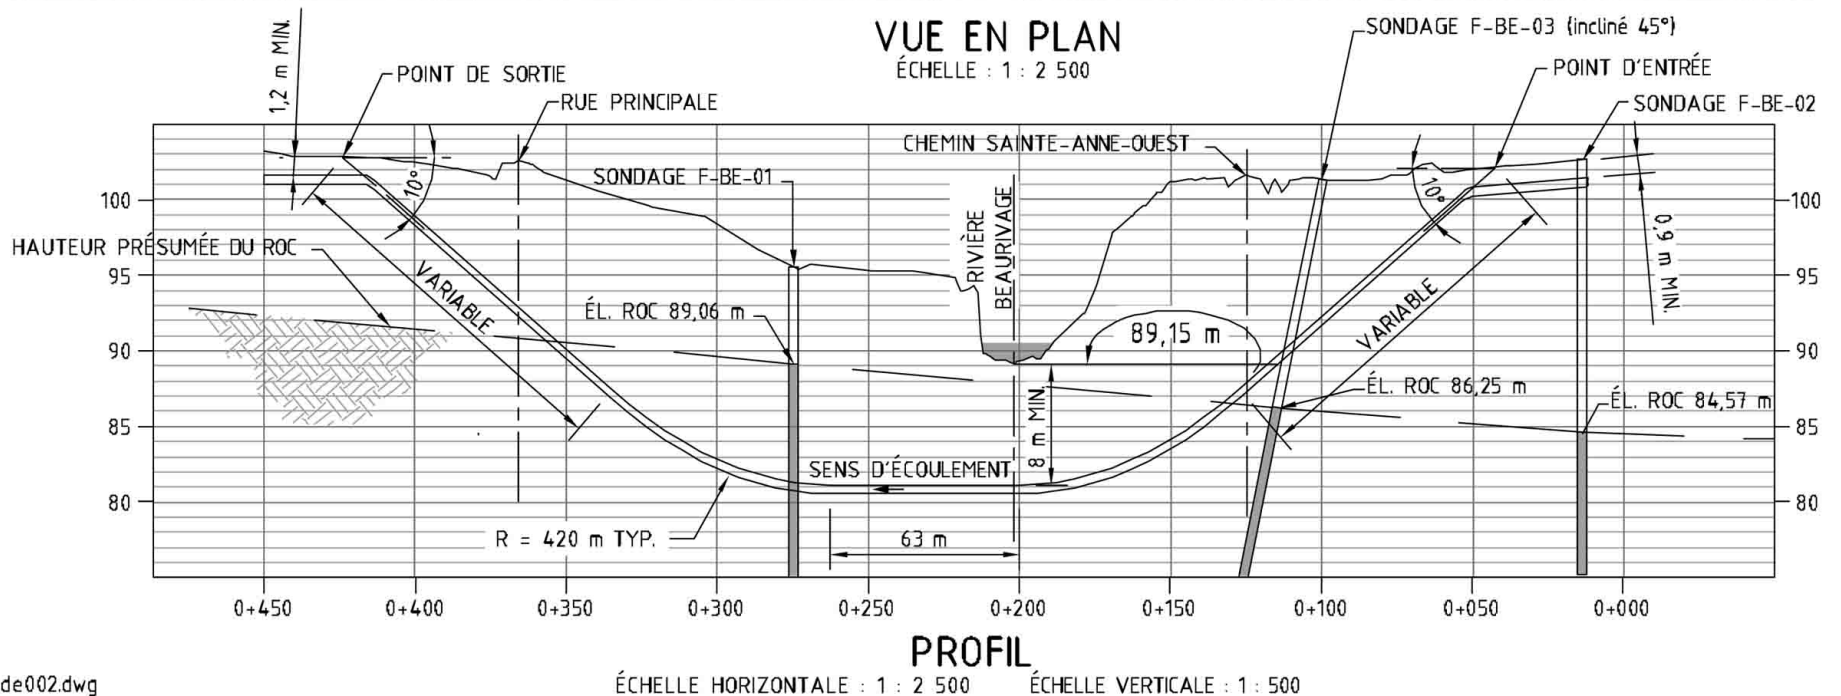 VUE EN PLAN
ÉCHELLE : 1 : 2 500
SONDAGE F-BE-03 (incliné 45°)
1,2 m MIN.
POINT DE SORTIE
POINT D'ENTRÉE
RUE PRINCIPALE
SONDAGE F-BE-02
CHEMIN SAINTE-ANNE-OUEST
SONDAGE F-BE-01
10°
10°
100
100
RIVIÈRE
BEAURIVAGE
0,9 m MIN.
HAUTEUR PRÉSUMÉE DU ROC
95
95
VARIABLE
VARIABLE
ÉL. ROC 89,06 m
89,15 m
90
90
ÉL. ROC 86,25 m
ÉL. ROC 84,57 m
8 m MIN.
85
85
SENS D'ÉCOULEMENT
80
80
R = 420 m TYP.
63 m
0+450
0+400
0+350
0+300
0+250
0+200
0+150
0+100
0+050
0+000
PROFIL
de002.dwg
ÉCHELLE HORIZONTALE : 1 : 2 500
ÉCHELLE VERTICALE : 1 : 500